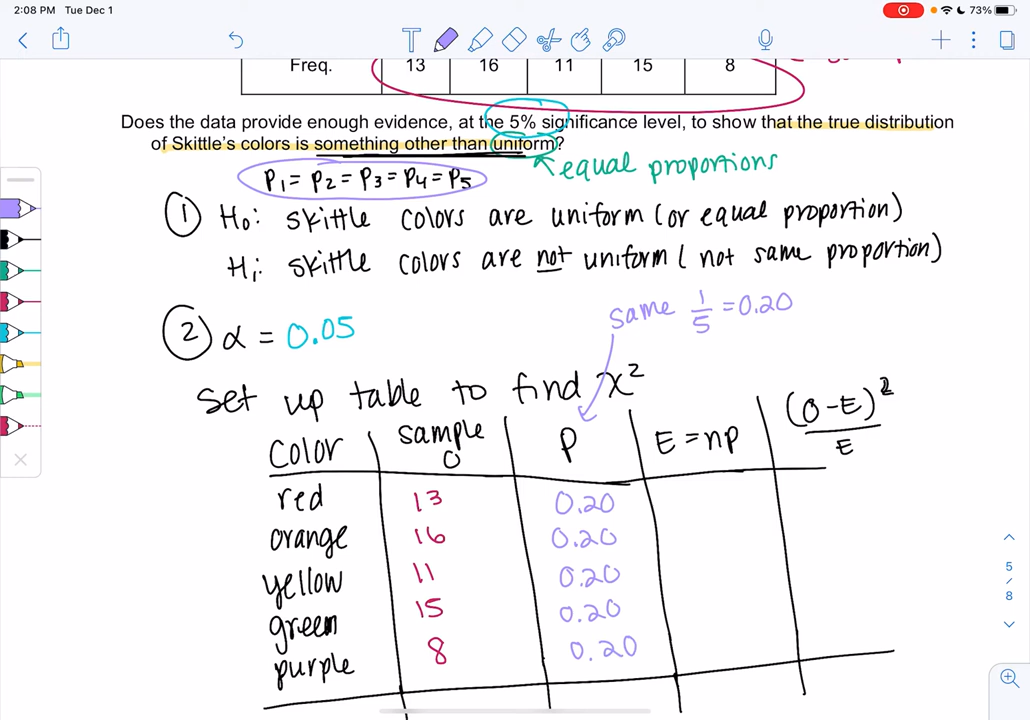 2:08 PM Tue Dec 1
73%
Freq. 13 16 11 15 8
Does the data provide enough evidence, at the 5% significance level, to show that the true distribution
of Skittle's colors is something other than uniform?
equal proportions
P₁ = P₂ = P₃ = P₄ = P₅
① H₀: skittle colors are uniform (or equal proportion)
H₁: skittle colors are not uniform (not same proportion)
② α = 0.05
same 1/5 = 0.20
Set up table to find χ²
Color sample O P E = np (O-E)²/E
red 13 0.20
orange 16 0.20
yellow 11 0.20
green 15 0.20
purple 8 0.20
5
/
8